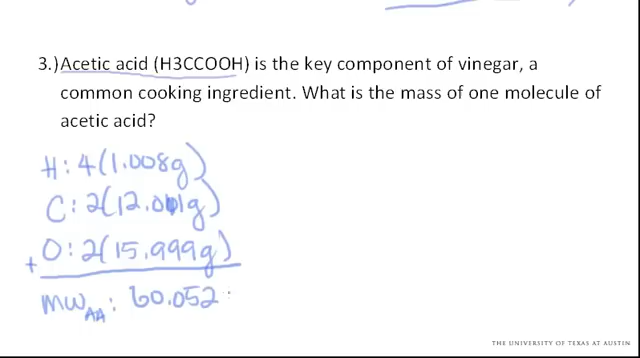 3.) Acetic acid (H3CCOOH) is the key component of vinegar, a
common cooking ingredient. What is the mass of one molecule of
acetic acid?
H: 4(1.008g)
C: 2(12.011g)
+ O: 2(15.999g)
MW AA: 60.052
THE UNIVERSITY OF TEXAS AT AUSTIN